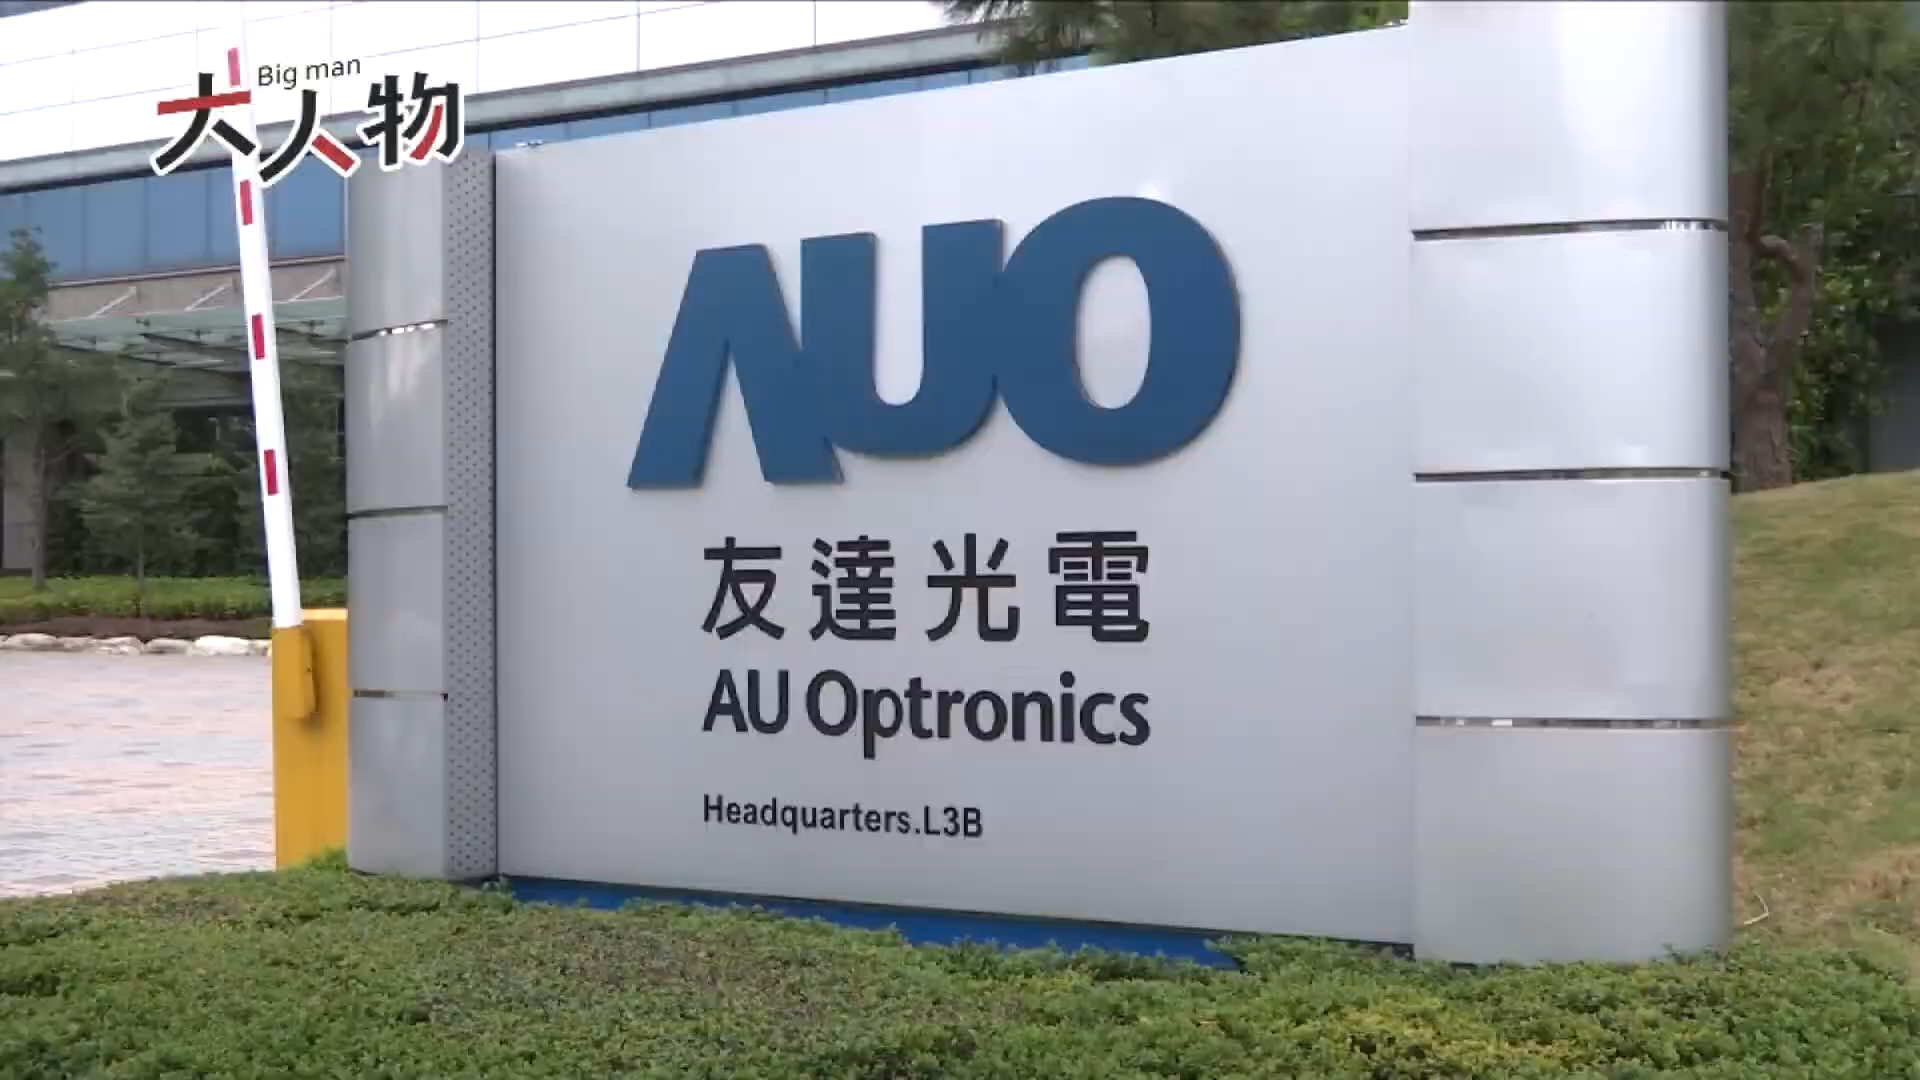 Big man
大人物
AUO
友達光電
AU Optronics
Headquarters.L3B